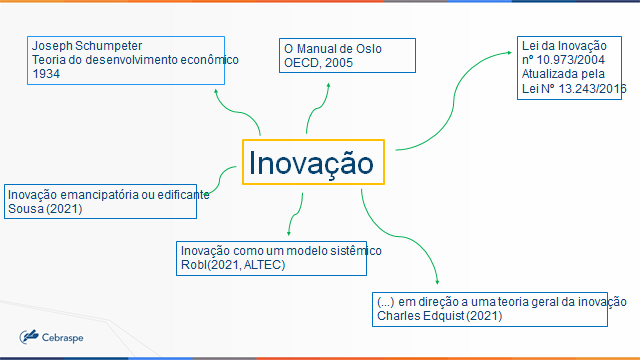 Joseph Schumpeter
Teoria do desenvolvimento econômico
1934
O Manual de Oslo
OECD, 2005
Lei da Inovação
nº 10.973/2004
Atualizada pela
Lei Nº 13.243/2016
Inovação
Inovação emancipatória ou edificante
Sousa (2021)
Inovação como um modelo sistêmico
Robl(2021, ALTEC)
(...) em direção a uma teoria geral da inovação
Charles Edquist (2021)
Cebraspe